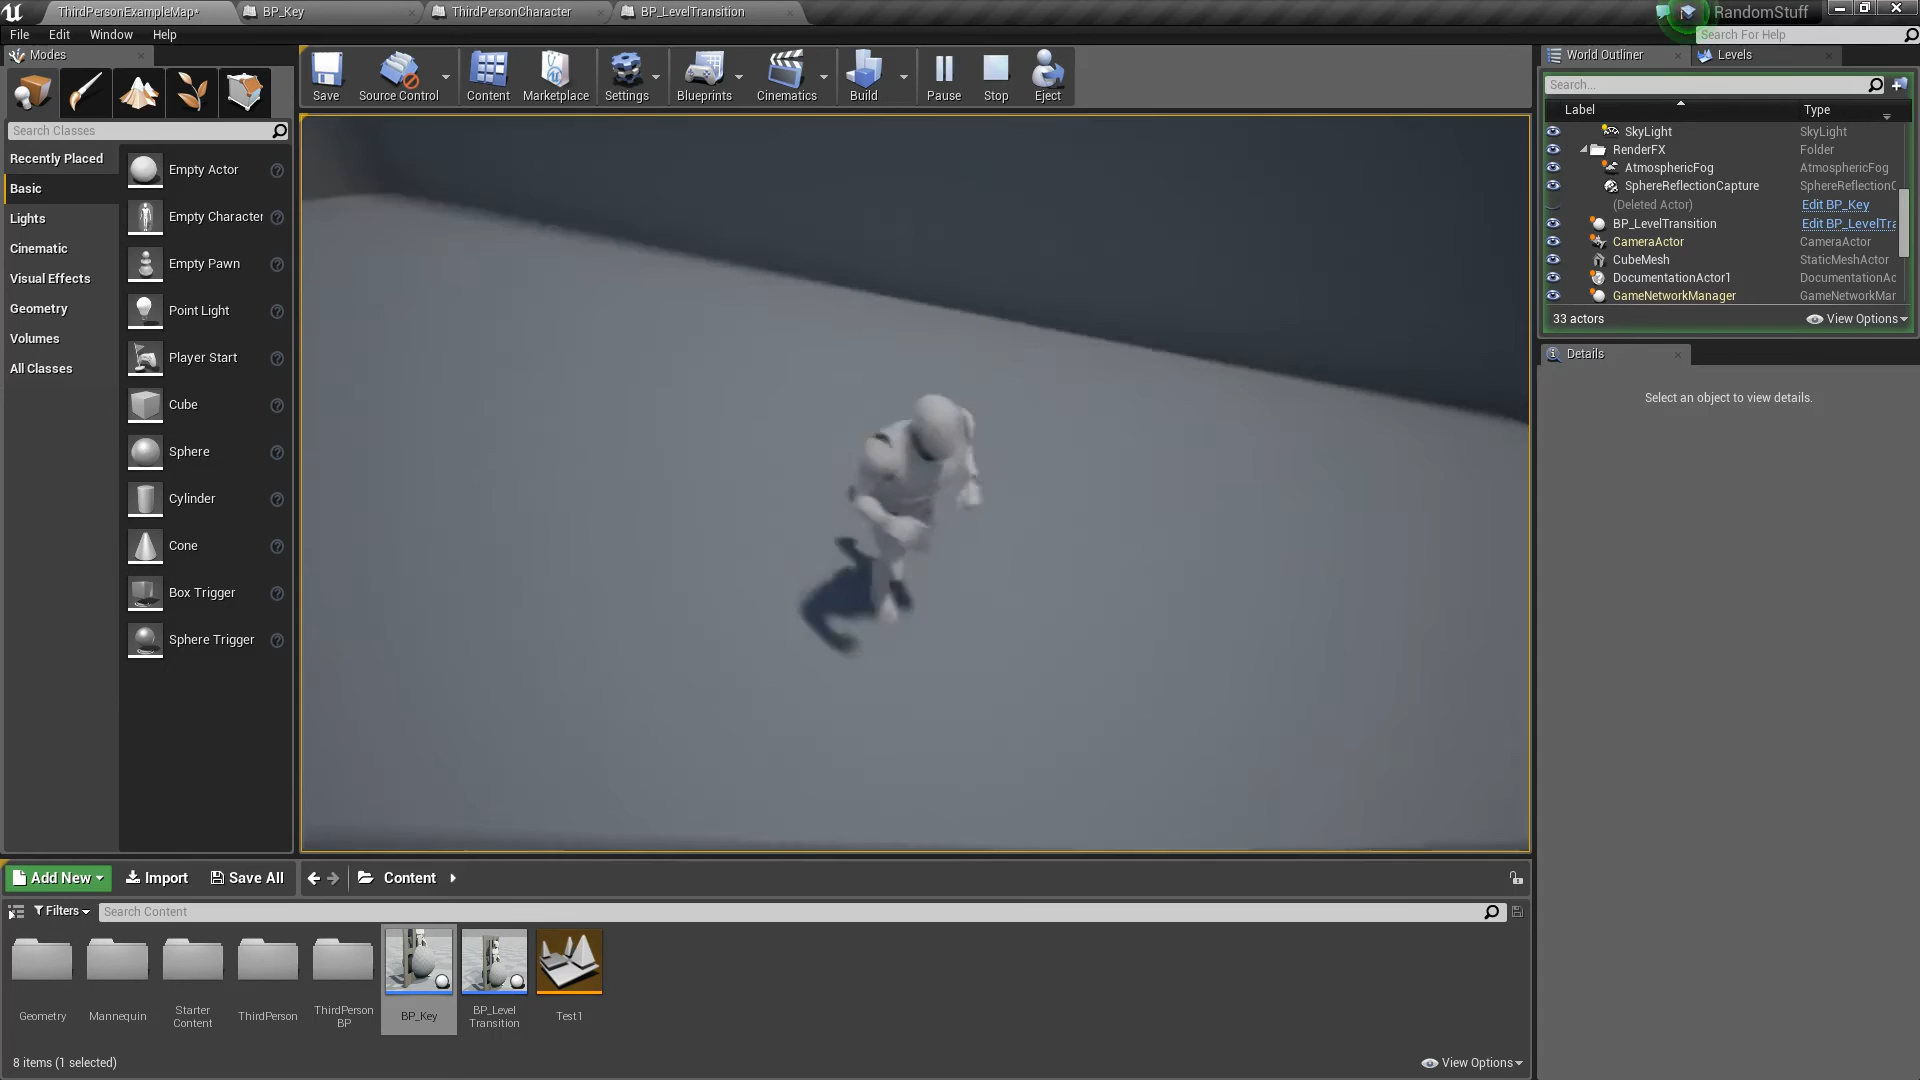 ThirdPersonExampleMap*
BP_Key
ThirdPersonCharacter
BP_LevelTransition
RandomStuff
File Edit Window Help
Search For Help
Modes
Save
Source Control
Content
Marketplace
Settings
Blueprints
Cinematics
Build
Pause
Stop
Eject
Search Classes
Recently Placed
Basic
Lights
Cinematic
Visual Effects
Geometry
Volumes
All Classes
Empty Actor
Empty Character
Empty Pawn
Point Light
Player Start
Cube
Sphere
Cylinder
Cone
Box Trigger
Sphere Trigger
World Outliner
Levels
Search...
Label Type
SkyLight SkyLight
RenderFX Folder
AtmosphericFog AtmosphericFog
SphereReflectionCapture SphereReflectionC
(Deleted Actor) Edit BP_Key
BP_LevelTransition Edit BP_LevelTra
CameraActor CameraActor
CubeMesh StaticMeshActor
DocumentationActor1 DocumentationAc
GameNetworkManager GameNetworkMar
33 actors View Options
Details
Select an object to view details.
Add New Import Save All Content
Filters Search Content
Geometry
Mannequin
Starter
Content
ThirdPerson
ThirdPerson
BP
BP_Key
BP_Level
Transition
Test1
8 items (1 selected) View Options